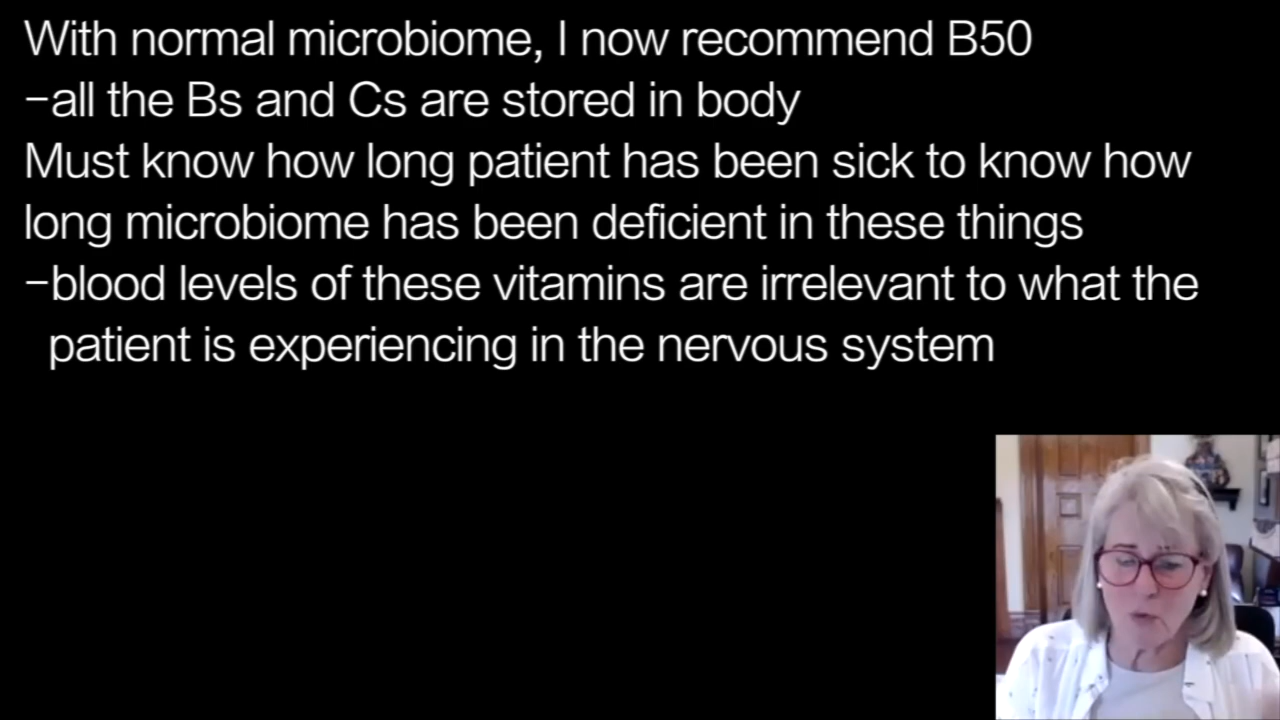 With normal microbiome, I now recommend B50
−all the Bs and Cs are stored in body
Must know how long patient has been sick to know how
long microbiome has been deficient in these things
−blood levels of these vitamins are irrelevant to what the
patient is experiencing in the nervous system